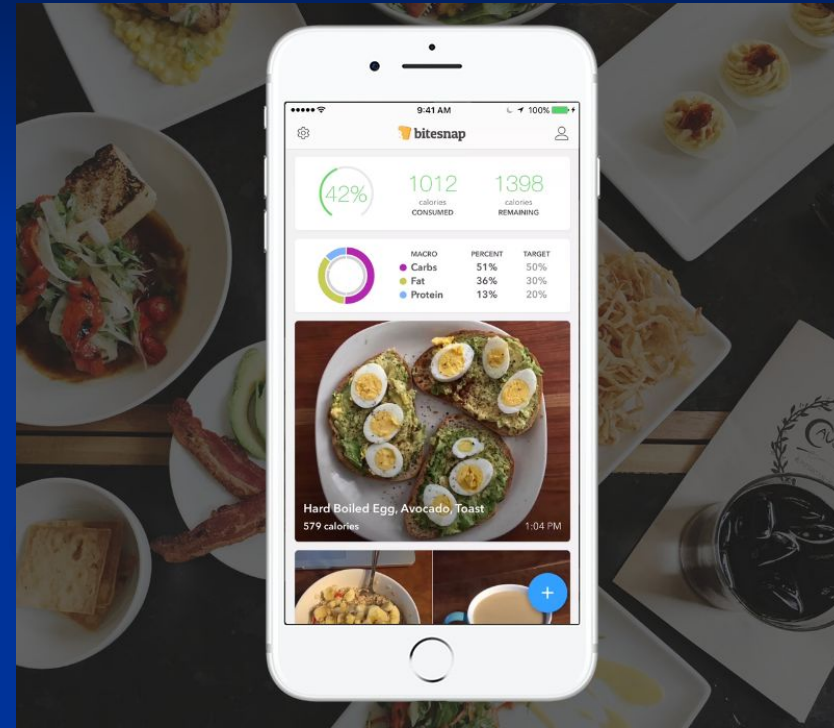 9:41 AM 100%
bitesnap
42%
1012
calories
CONSUMED
1398
calories
REMAINING
MACRO PERCENT TARGET
Carbs 51% 50%
Fat 36% 30%
Protein 13% 20%
Hard Boiled Egg, Avocado, Toast
579 calories 1:04 PM
+